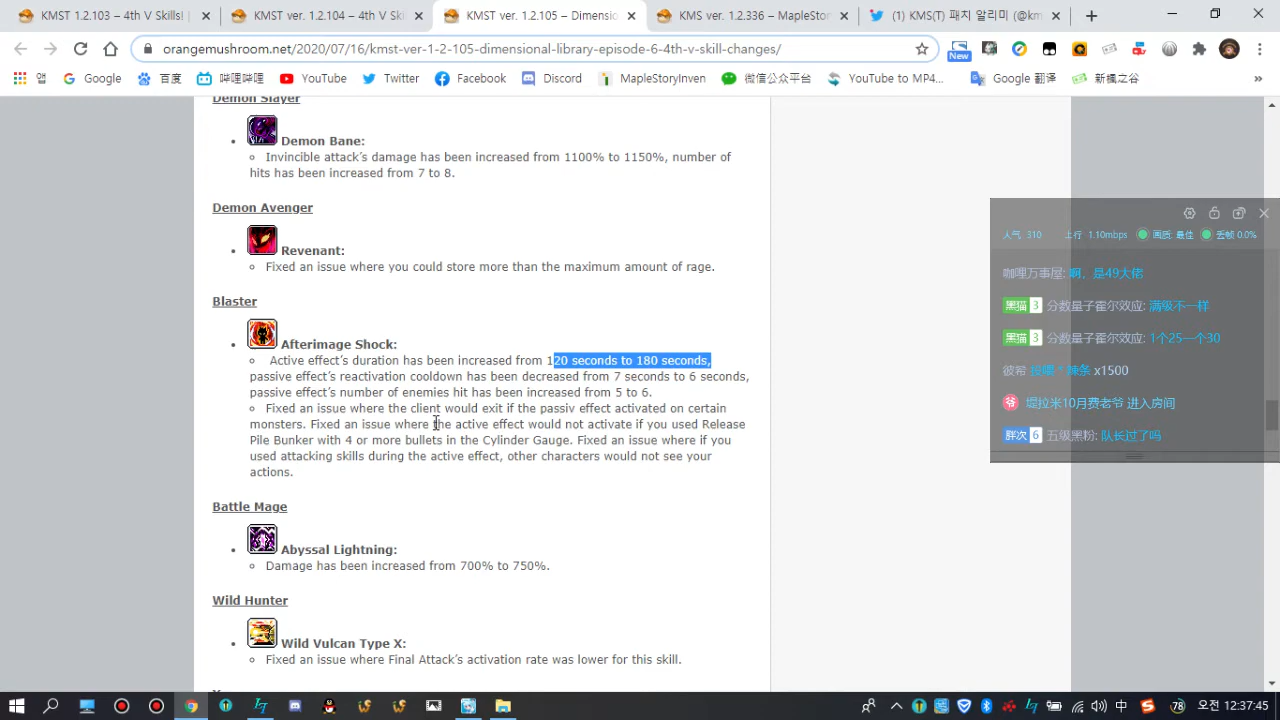 KMST 1.2.103 – 4th V Skills!
KMST ver. 1.2.104 – 4th V Ski
KMST ver. 1.2.105 – Dimensio
KMS ver. 1.2.336 – MapleStor
(1) KMS(T) 패치 알리미 (@km
orangemushroom.net/2020/07/16/kmst-ver-1-2-105-dimensional-library-episode-6-4th-v-skill-changes/
New
앱
Google
百度
哔哩哔哩
YouTube
Twitter
Facebook
Discord
MapleStoryInven
微信公众平台
YouTube to MP4...
Google 翻译
新楓之谷
Demon Slayer
Demon Bane:
Invincible attack’s damage has been increased from 1100% to 1150%, number of
hits has been increased from 7 to 8.
Demon Avenger
Revenant:
Fixed an issue where you could store more than the maximum amount of rage.
Blaster
Afterimage Shock:
Active effect’s duration has been increased from 120 seconds to 180 seconds,
passive effect’s reactivation cooldown has been decreased from 7 seconds to 6 seconds,
passive effect’s number of enemies hit has been increased from 5 to 6.
Fixed an issue where the client would exit if the passiv effect activated on certain
monsters. Fixed an issue where the active effect would not activate if you used Release
Pile Bunker with 4 or more bullets in the Cylinder Gauge. Fixed an issue where if you
used attacking skills during the active effect, other characters would not see your
actions.
Battle Mage
Abyssal Lightning:
Damage has been increased from 700% to 750%.
Wild Hunter
Wild Vulcan Type X:
Fixed an issue where Final Attack’s activation rate was lower for this skill.
人气 310 上行 1.10mbps 画质: 最佳 丢帧 0.0%
咖哩万事屋: 啊，是49大佬
黑猫 3 分数量子霍尔效应: 满级不一样
黑猫 3 分数量子霍尔效应: 1个25一个30
彼希 投喂 * 辣条 x1500
爷 堤拉米10月费老爷 进入房间
群次 6 五级黑粉: 队长过了吗
中
78
오전 12:37:45